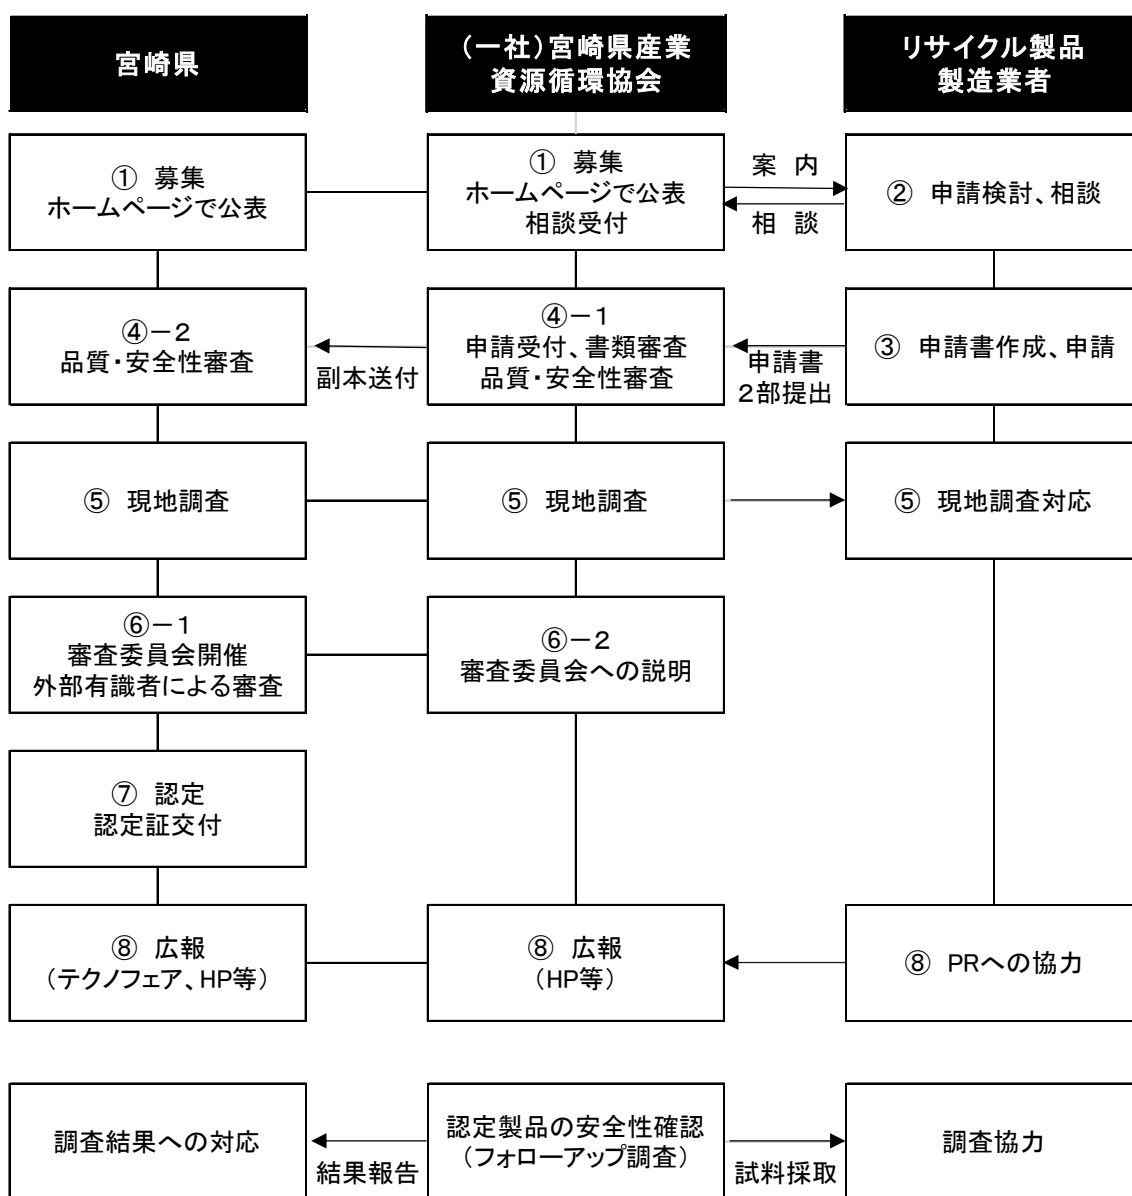 宮崎県
（一社）宮崎県産業
資源循環協会
リサイクル製品
製造業者
① 募集
ホームページで公表
① 募集
ホームページで公表
相談受付
案 内
相 談
② 申請検討、相談
④－２
品質・安全性審査
副本送付
④－１
申請受付、書類審査
品質・安全性審査
申請書
２部提出
③ 申請書作成、申請
⑤ 現地調査
⑤ 現地調査
⑤ 現地調査対応
⑥－１
審査委員会開催
外部有識者による審査
⑥－２
審査委員会への説明
⑦ 認定
認定証交付
⑧ 広報
（テクノフェア、HP等）
⑧ 広報
（HP等）
⑧ PRへの協力
調査結果への対応
結果報告
認定製品の安全性確認
（フォローアップ調査）
試料採取
調査協力